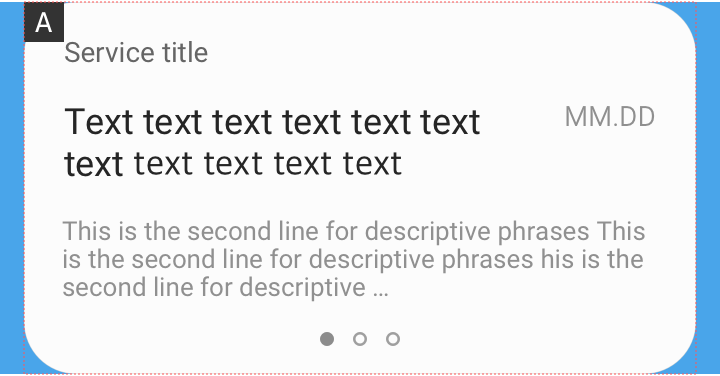 A
Service title
Text text text text text text
MM.DD
text text text text text
This is the second line for descriptive phrases This
is the second line for descriptive phrases his is the
second line for descriptive ...